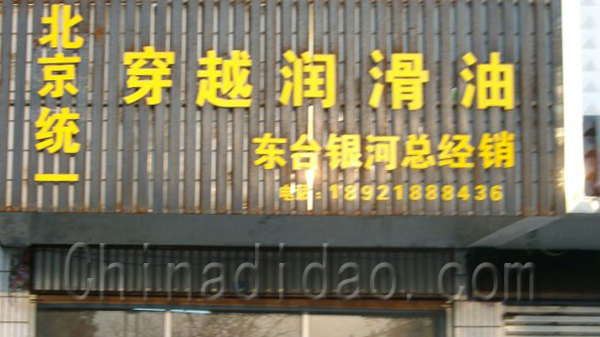 北京统一
穿越润滑油
东台银河总经销
电话：18921888436
Chinadidao.com